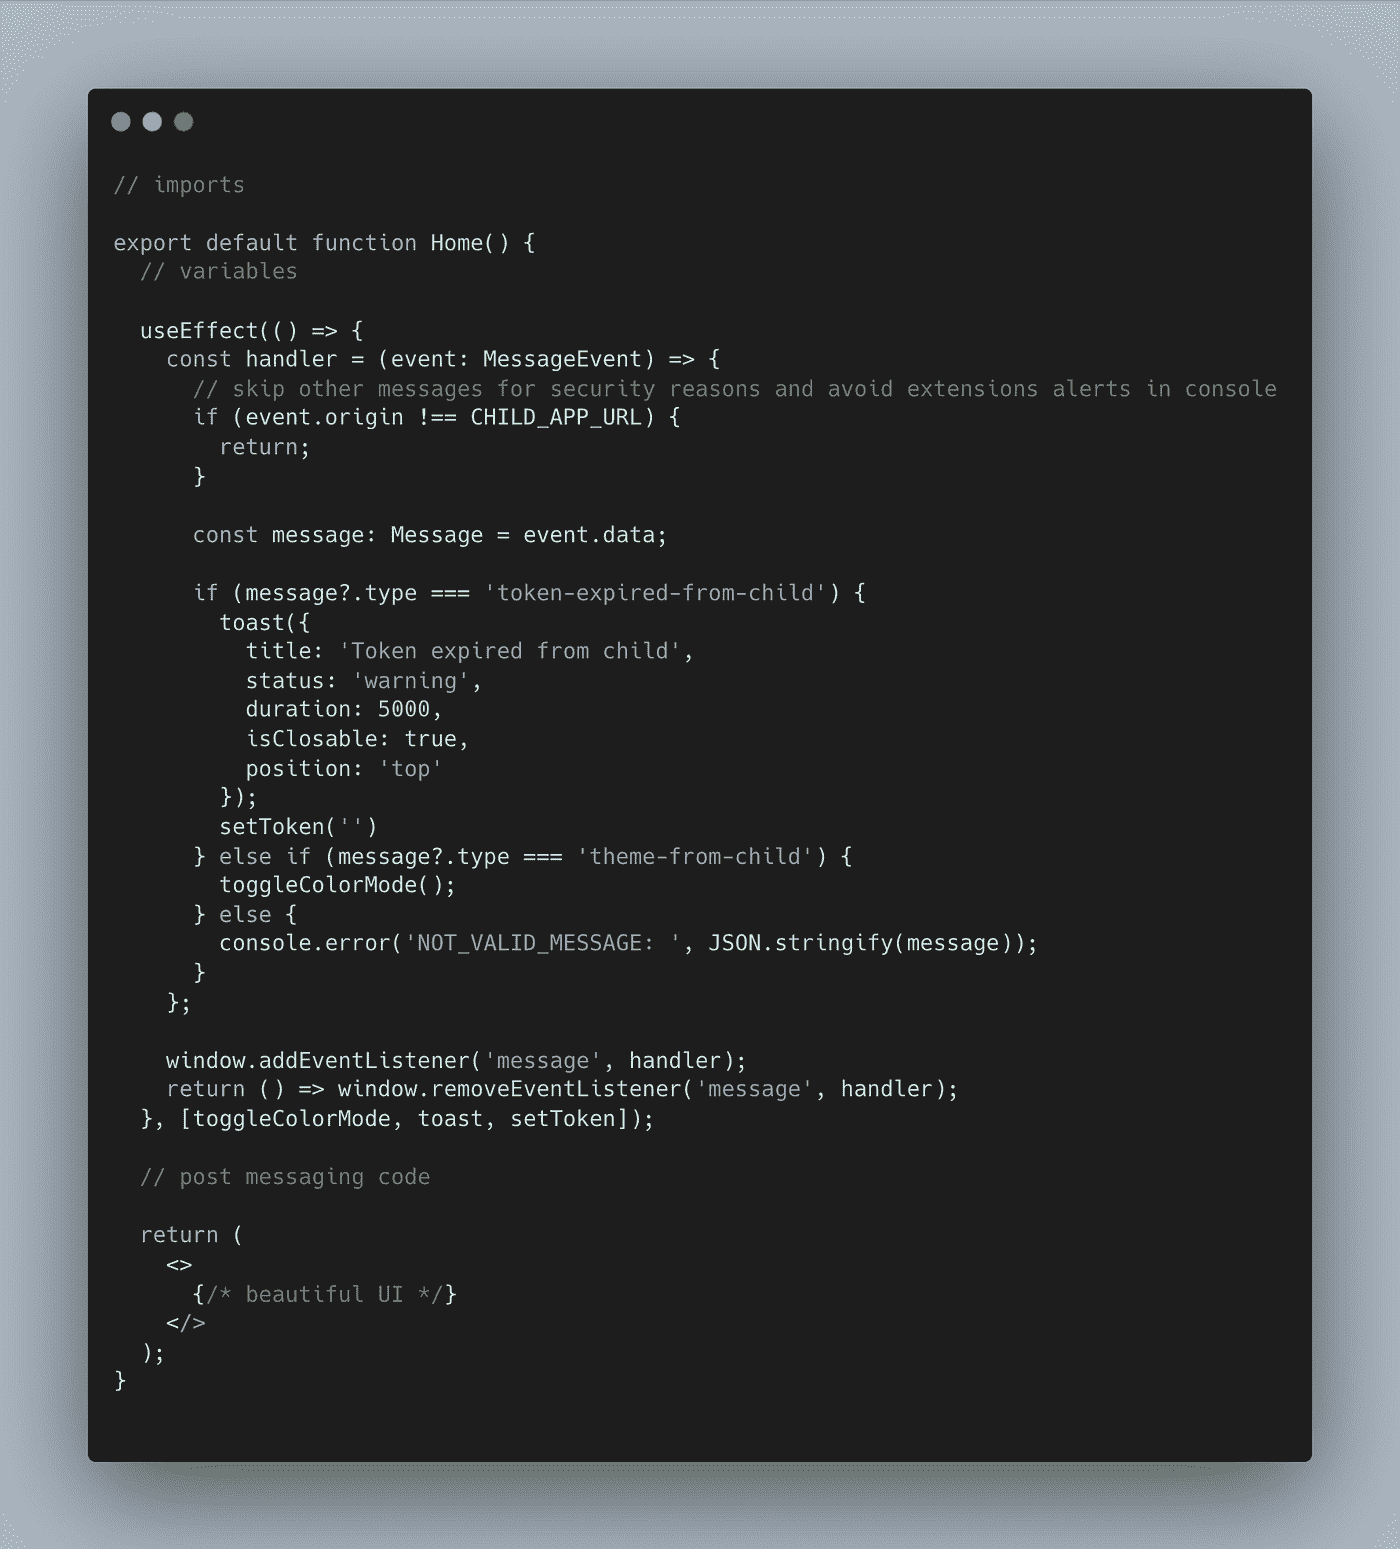 // imports

export default function Home() {
  // variables

  useEffect(() => {
    const handler = (event: MessageEvent) => {
      // skip other messages for security reasons and avoid extensions alerts in console
      if (event.origin !== CHILD_APP_URL) {
        return;
      }

      const message: Message = event.data;

      if (message?.type === 'token-expired-from-child') {
        toast({
          title: 'Token expired from child',
          status: 'warning',
          duration: 5000,
          isClosable: true,
          position: 'top'
        });
        setToken('')
      } else if (message?.type === 'theme-from-child') {
        toggleColorMode();
      } else {
        console.error('NOT_VALID_MESSAGE: ', JSON.stringify(message));
      }
    };

    window.addEventListener('message', handler);
    return () => window.removeEventListener('message', handler);
  }, [toggleColorMode, toast, setToken]);

  // post messaging code

  return (
    <>
      {/* beautiful UI */}
    </>
  );
}